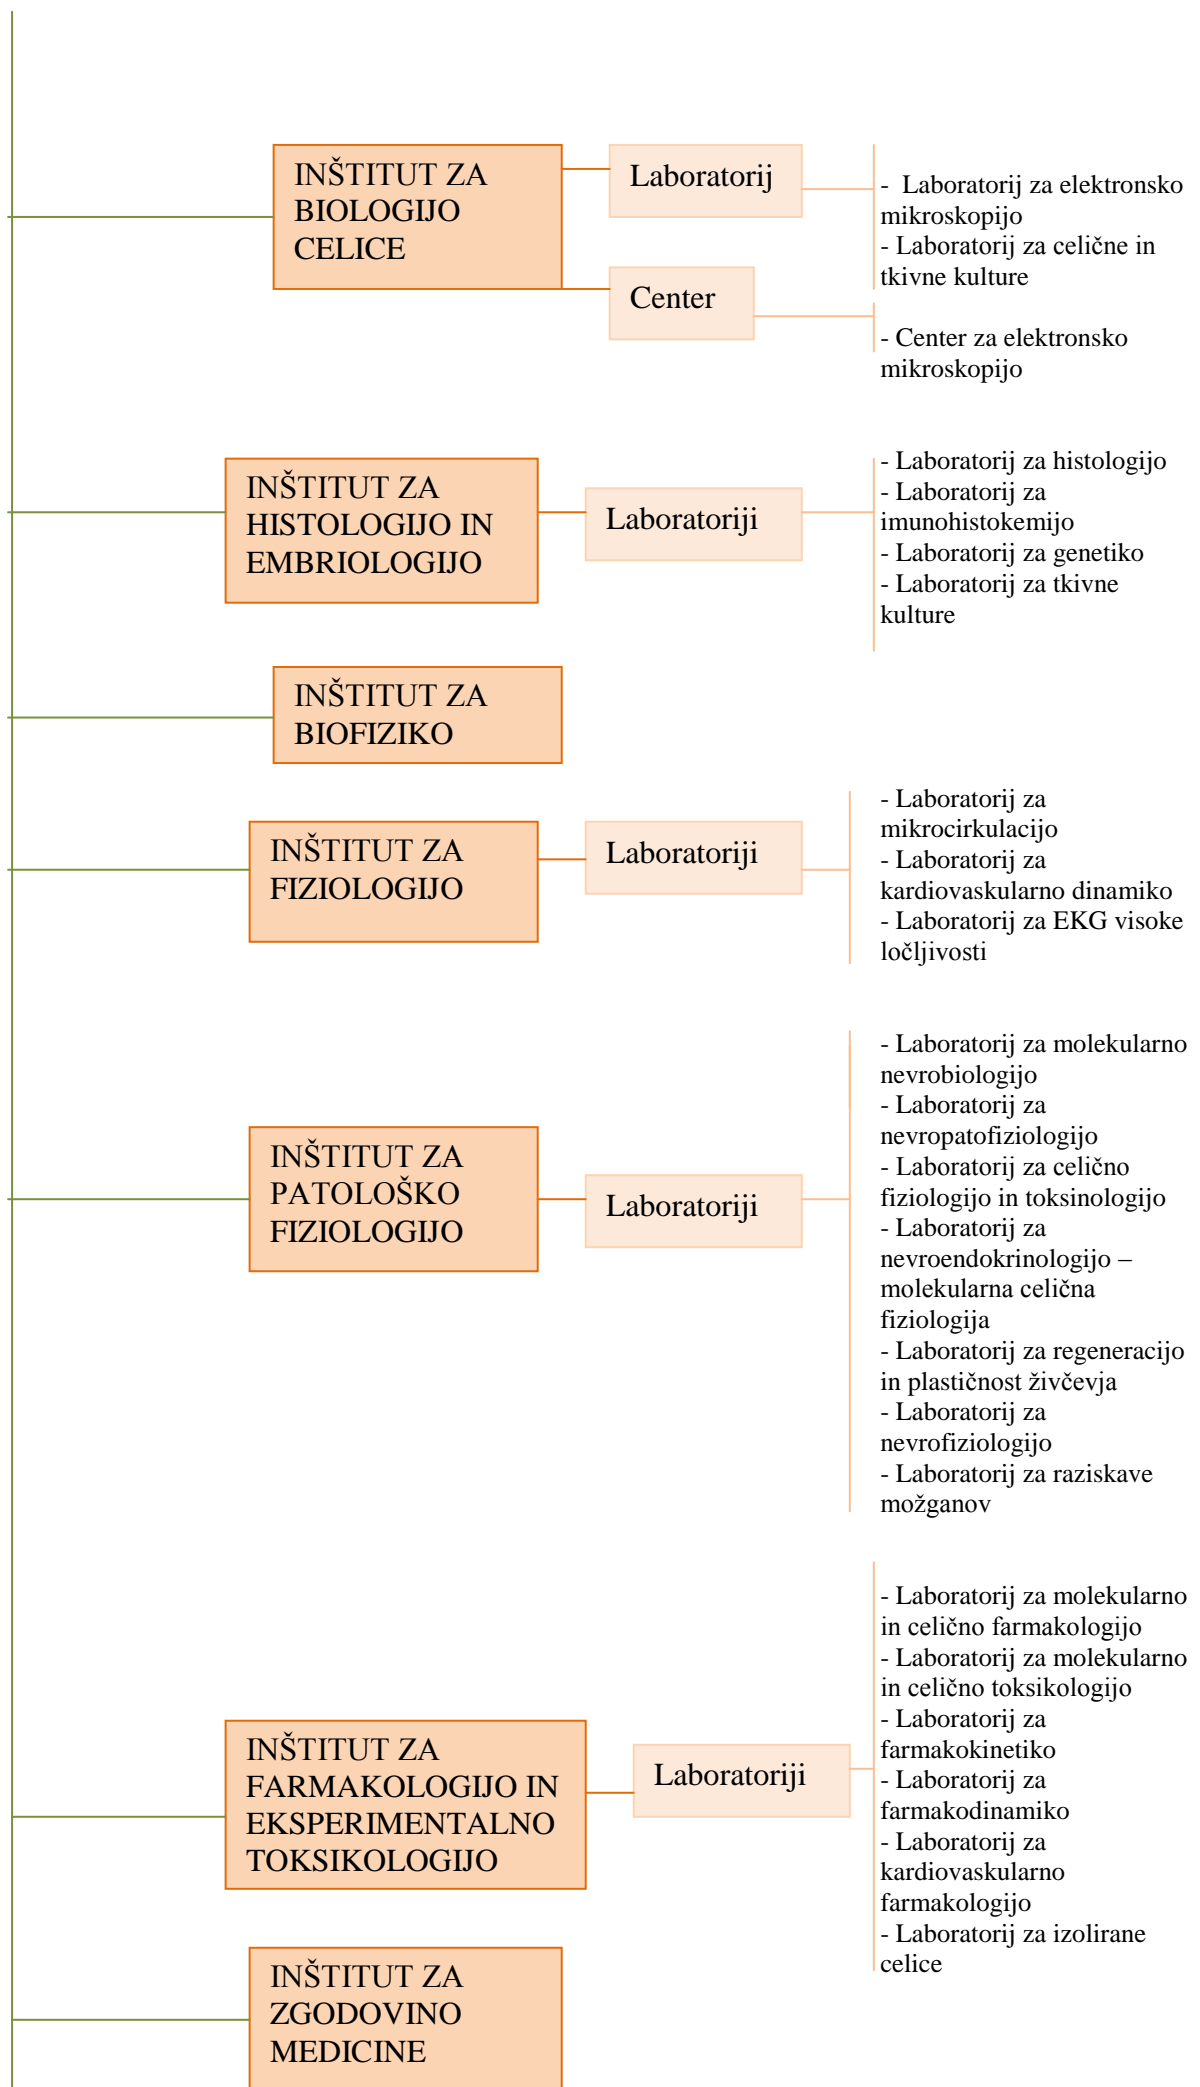 INŠTITUT ZA
BIOLOGIJO
CELICE
Laboratorij
-  Laboratorij za elektronsko
mikroskopijo
- Laboratorij za celične in
tkivne kulture
Center
- Center za elektronsko
mikroskopijo
INŠTITUT ZA
HISTOLOGIJO IN
EMBRIOLOGIJO
Laboratoriji
- Laboratorij za histologijo
- Laboratorij za
imunohistokemijo
- Laboratorij za genetiko
- Laboratorij za tkivne
kulture
INŠTITUT ZA
BIOFIZIKO
INŠTITUT ZA
FIZIOLOGIJO
Laboratoriji
- Laboratorij za
mikrocirkulacijo
- Laboratorij za
kardiovaskularno dinamiko
- Laboratorij za EKG visoke
ločljivosti
INŠTITUT ZA
PATOLOŠKO
FIZIOLOGIJO
Laboratoriji
- Laboratorij za molekularno
nevrobiologijo
- Laboratorij za
nevropatofiziologijo
- Laboratorij za celično
fiziologijo in toksinologijo
- Laboratorij za
nevroendokrinologijo –
molekularna celična
fiziologija
- Laboratorij za regeneracijo
in plastičnost živčevja
- Laboratorij za
nevrofiziologijo
- Laboratorij za raziskave
možganov
INŠTITUT ZA
FARMAKOLOGIJO IN
EKSPERIMENTALNO
TOKSIKOLOGIJO
Laboratoriji
- Laboratorij za molekularno
in celično farmakologijo
- Laboratorij za molekularno
in celično toksikologijo
- Laboratorij za
farmakokinetiko
- Laboratorij za
farmakodinamiko
- Laboratorij za
kardiovaskularno
farmakologijo
- Laboratorij za izolirane
celice
INŠTITUT ZA
ZGODOVINO
MEDICINE